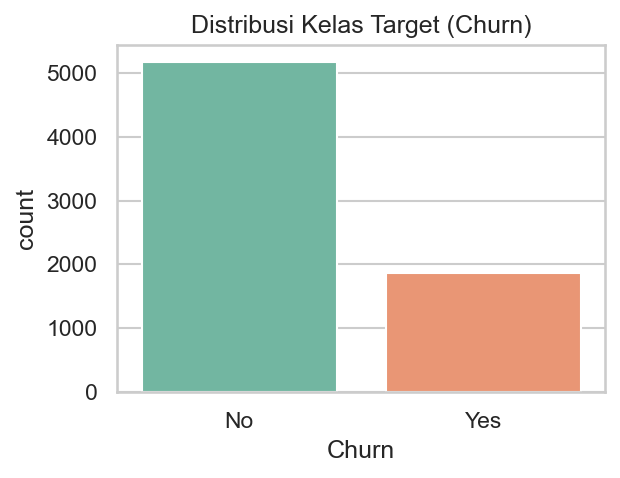 Distribusi Kelas Target (Churn)
5000
4000
3000
2000
1000
0
count
No
Yes
Churn